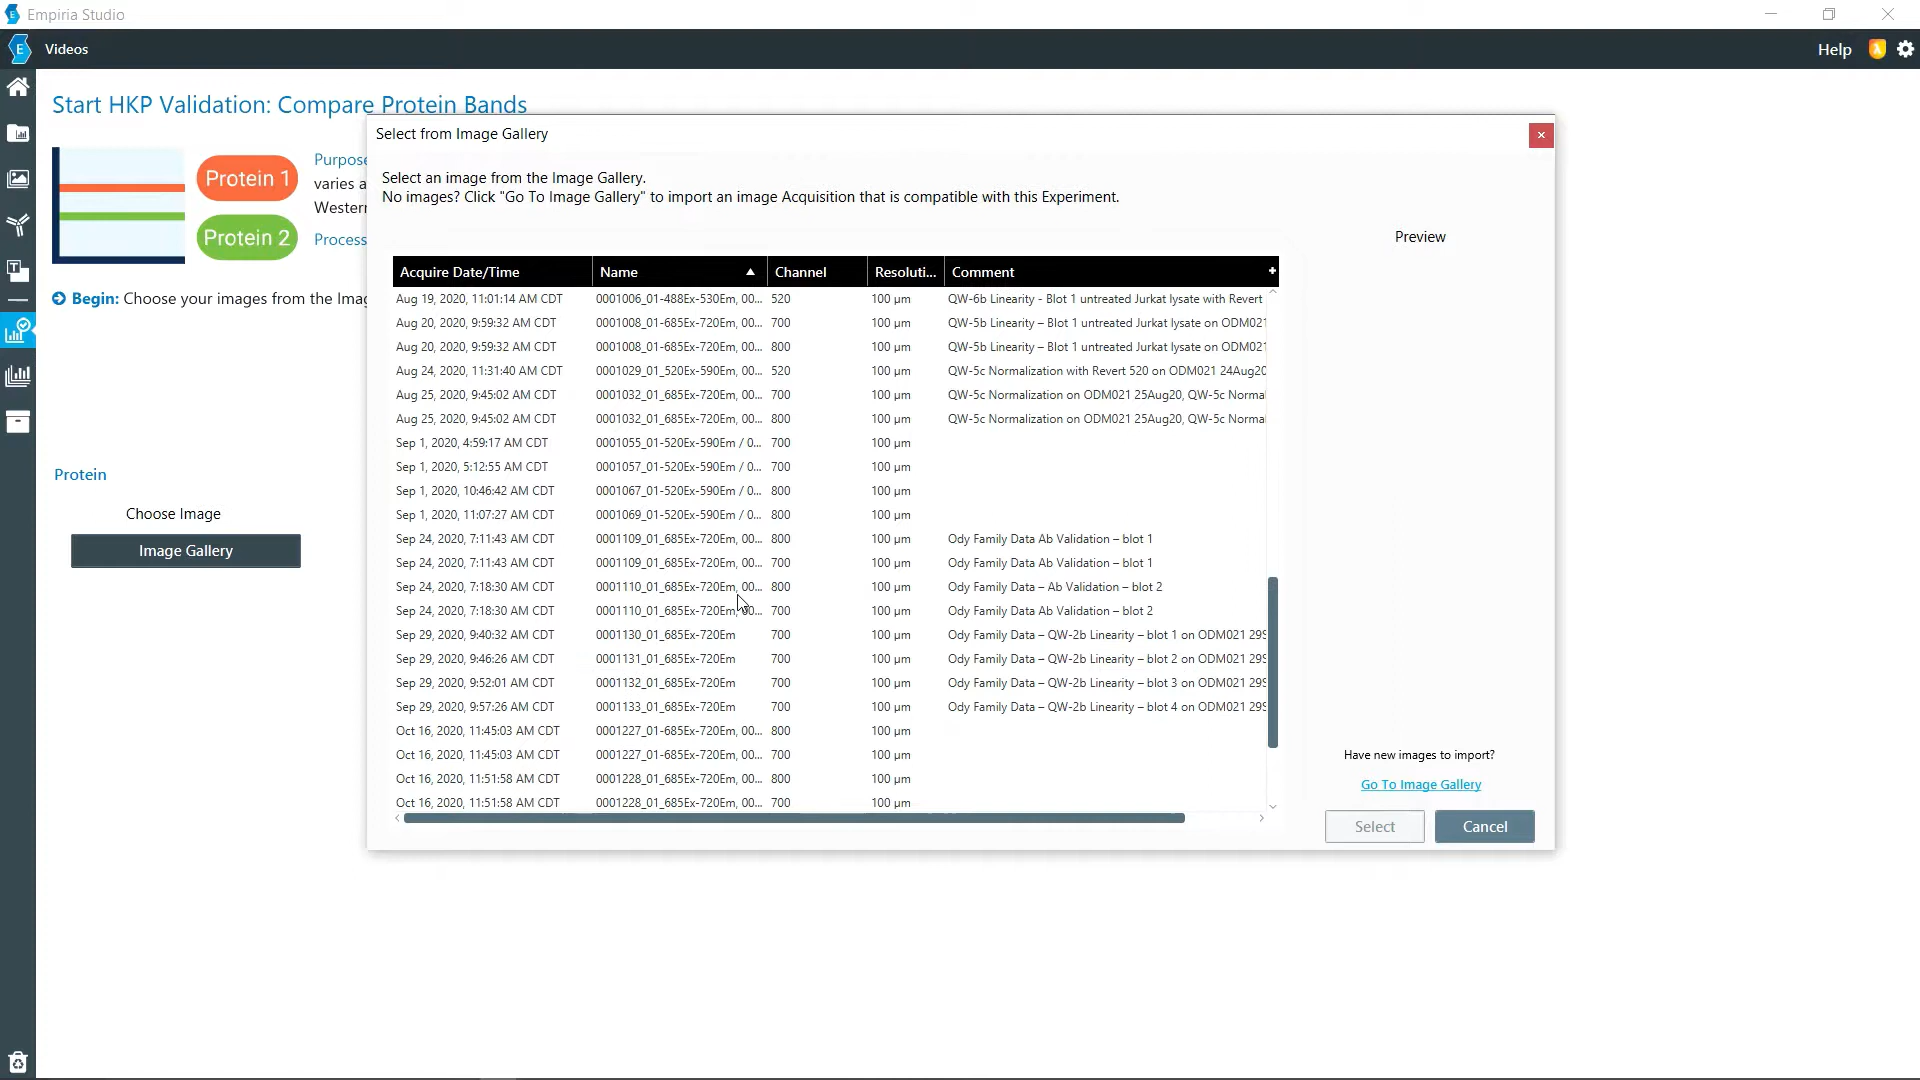 Empiria Studio
Videos
Help
Start HKP Validation: Compare Protein Bands
Select from Image Gallery
Protein 1
Purpose
varies a
Western
Protein 2
Process
Select an image from the Image Gallery.
No images? Click "Go To Image Gallery" to import an image Acquisition that is compatible with this Experiment.
Begin: Choose your images from the Imag
Preview
Acquire Date/Time Name Channel Resoluti... Comment
Aug 19, 2020, 11:01:14 AM CDT 0001006_01-488Ex-530Em, 00... 520 100 µm QW-6b Linearity - Blot 1 untreated Jurkat lysate with Revert
Aug 20, 2020, 9:59:32 AM CDT 0001008_01-685Ex-720Em, 00... 700 100 µm QW-5b Linearity – Blot 1 untreated Jurkat lysate on ODM021
Aug 20, 2020, 9:59:32 AM CDT 0001008_01-685Ex-720Em, 00... 800 100 µm QW-5b Linearity – Blot 1 untreated Jurkat lysate on ODM021
Aug 24, 2020, 11:31:40 AM CDT 0001029_01_520Ex-590Em, 00... 520 100 µm QW-5c Normalization with Revert 520 on ODM021 24Aug20
Aug 25, 2020, 9:45:02 AM CDT 0001032_01_685Ex-720Em, 00... 700 100 µm QW-5c Normalization on ODM021 25Aug20, QW-5c Normal
Aug 25, 2020, 9:45:02 AM CDT 0001032_01_685Ex-720Em, 00... 800 100 µm QW-5c Normalization on ODM021 25Aug20, QW-5c Normal
Sep 1, 2020, 4:59:17 AM CDT 0001055_01-520Ex-590Em / 0... 700 100 µm
Sep 1, 2020, 5:12:55 AM CDT 0001057_01-520Ex-590Em / 0... 700 100 µm
Sep 1, 2020, 10:46:42 AM CDT 0001067_01-520Ex-590Em / 0... 800 100 µm
Sep 1, 2020, 11:07:27 AM CDT 0001069_01-520Ex-590Em / 0... 800 100 µm
Sep 24, 2020, 7:11:43 AM CDT 0001109_01_685Ex-720Em, 00... 800 100 µm Ody Family Data Ab Validation – blot 1
Sep 24, 2020, 7:11:43 AM CDT 0001109_01_685Ex-720Em, 00... 700 100 µm Ody Family Data Ab Validation – blot 1
Sep 24, 2020, 7:18:30 AM CDT 0001110_01_685Ex-720Em, 00... 800 100 µm Ody Family Data – Ab Validation – blot 2
Sep 24, 2020, 7:18:30 AM CDT 0001110_01_685Ex-720Em, 00... 700 100 µm Ody Family Data Ab Validation – blot 2
Sep 29, 2020, 9:40:32 AM CDT 0001130_01_685Ex-720Em 700 100 µm Ody Family Data – QW-2b Linearity – blot 1 on ODM021 29S
Sep 29, 2020, 9:46:26 AM CDT 0001131_01_685Ex-720Em 700 100 µm Ody Family Data – QW-2b Linearity – blot 2 on ODM021 29S
Sep 29, 2020, 9:52:01 AM CDT 0001132_01_685Ex-720Em 700 100 µm Ody Family Data – QW-2b Linearity – blot 3 on ODM021 29S
Sep 29, 2020, 9:57:26 AM CDT 0001133_01_685Ex-720Em 700 100 µm Ody Family Data – QW-2b Linearity – blot 4 on ODM021 29S
Oct 16, 2020, 11:45:03 AM CDT 0001227_01-685Ex-720Em, 00... 800 100 µm
Oct 16, 2020, 11:45:03 AM CDT 0001227_01-685Ex-720Em, 00... 700 100 µm
Oct 16, 2020, 11:51:58 AM CDT 0001228_01_685Ex-720Em, 00... 800 100 µm
Oct 16, 2020, 11:51:58 AM CDT 0001228_01_685Ex-720Em, 00... 700 100 µm
Protein
Choose Image
Image Gallery
Have new images to import?
Go To Image Gallery
Select
Cancel